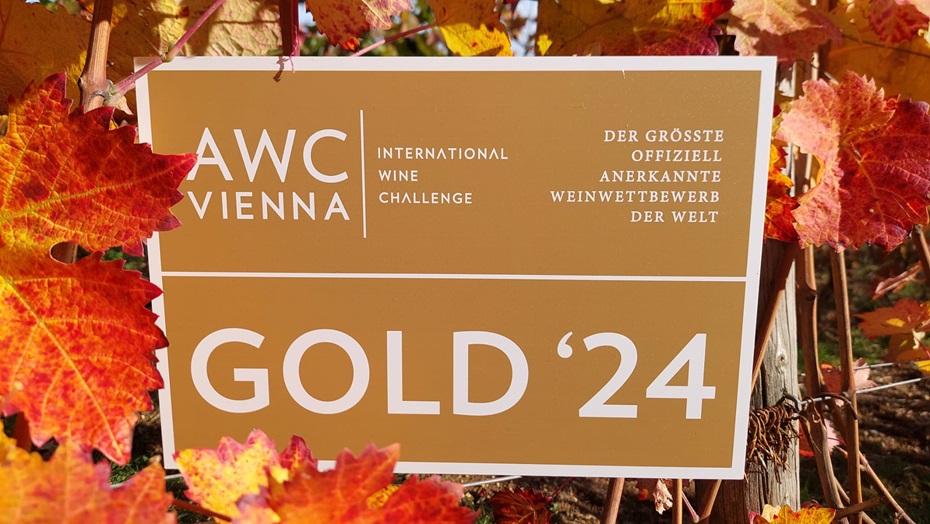 AWC
VIENNA
INTERNATIONAL
WINE
CHALLENGE
DER GRÖSSTE
OFFIZIELL
ANERKANNTE
WEINWETTBEWERB
DER WELT
GOLD ‘24